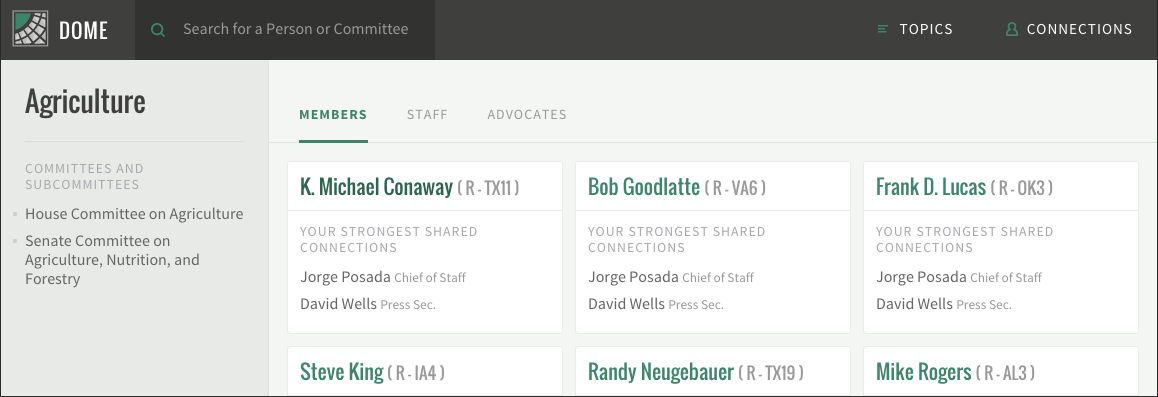 DOME
Search for a Person or Committee
TOPICS
CONNECTIONS
Agriculture
COMMITTEES AND
SUBCOMMITTEES
House Committee on Agriculture
Senate Committee on
Agriculture, Nutrition, and
Forestry
MEMBERS
STAFF
ADVOCATES
K. Michael Conaway ( R - TX11 )
YOUR STRONGEST SHARED
CONNECTIONS
Jorge Posada Chief of Staff
David Wells Press Sec.
Bob Goodlatte ( R - VA6 )
YOUR STRONGEST SHARED
CONNECTIONS
Jorge Posada Chief of Staff
David Wells Press Sec.
Frank D. Lucas ( R - OK3 )
YOUR STRONGEST SHARED
CONNECTIONS
Jorge Posada Chief of Staff
David Wells Press Sec.
Steve King ( R - IA4 )
Randy Neugebauer ( R - TX19 )
Mike Rogers ( R - AL3 )